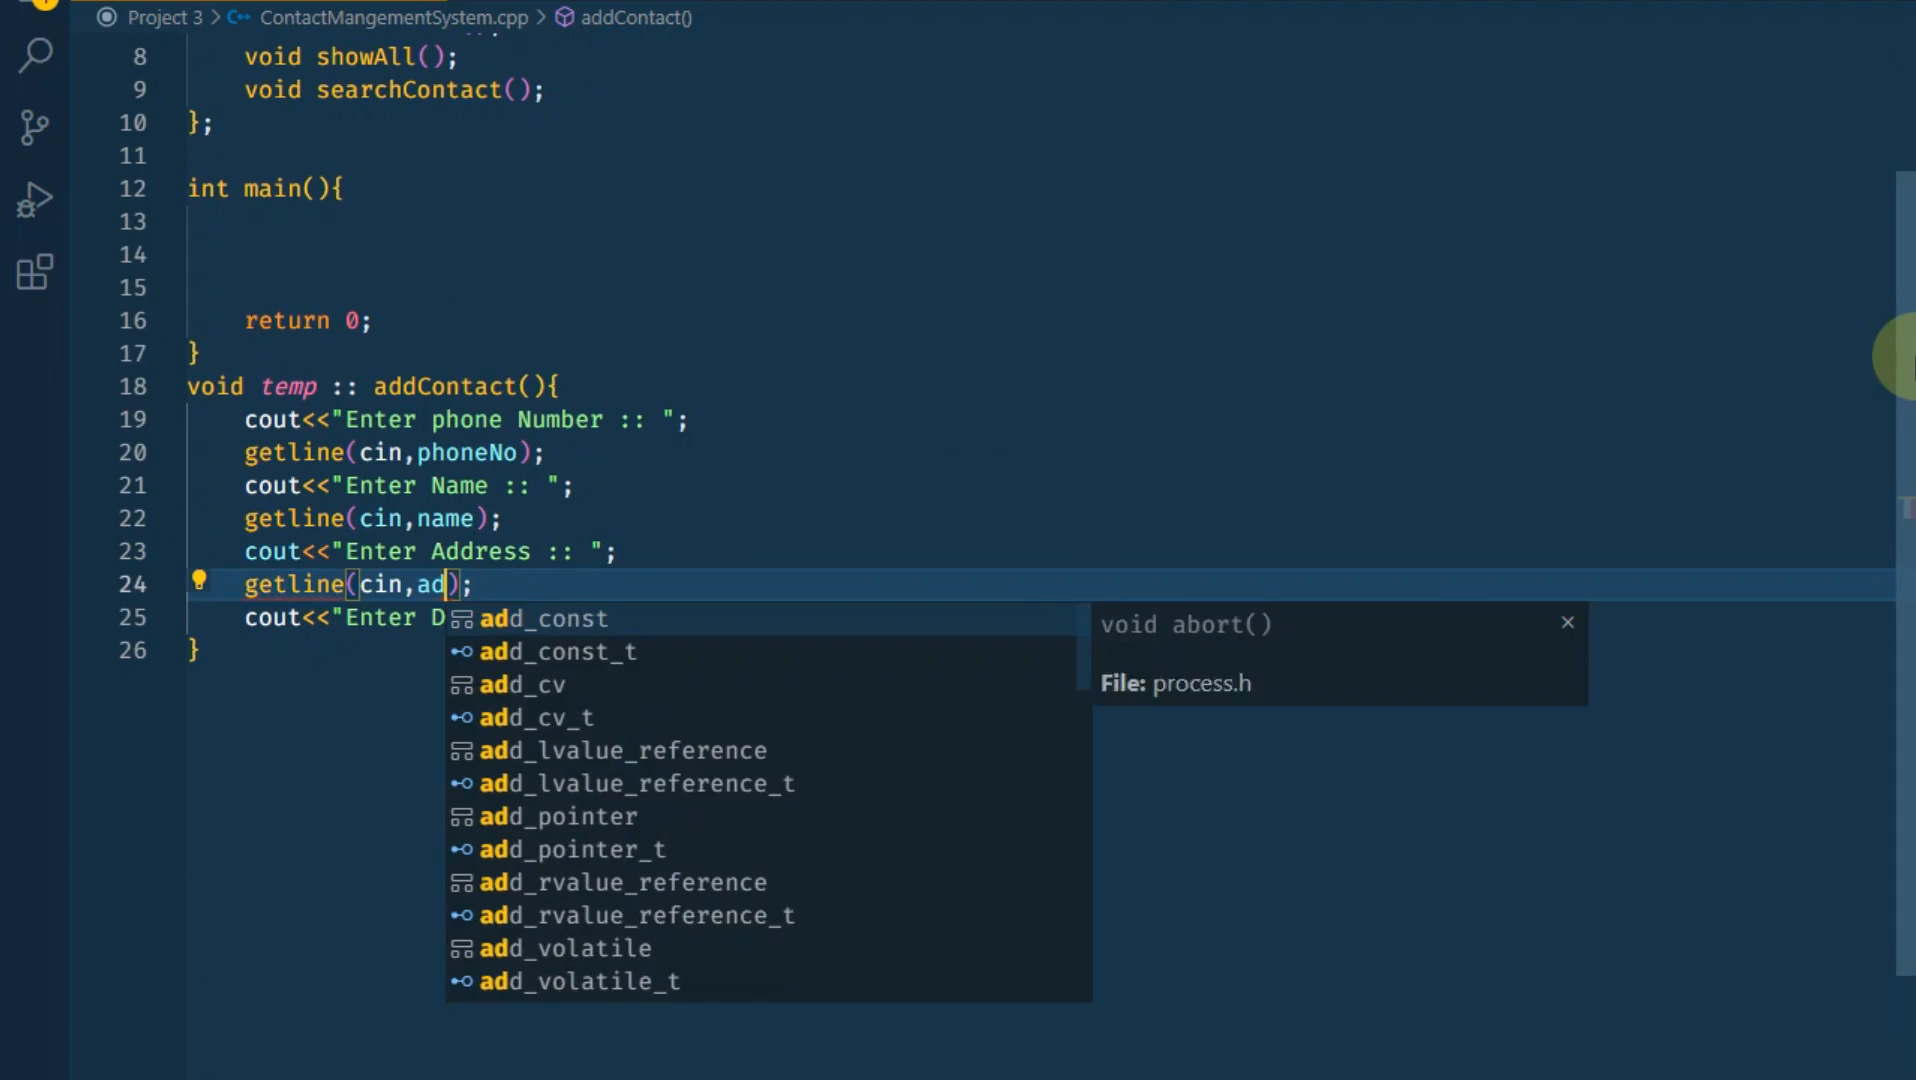 Project 3 > ContactMangementSystem.cpp > addContact()
8 void showAll();
9 void searchContact();
10 };
11
12 int main(){
13
14
15
16 return 0;
17 }
18 void temp :: addContact(){
19 cout<<"Enter phone Number :: ";
20 getline(cin,phoneNo);
21 cout<<"Enter Name :: ";
22 getline(cin,name);
23 cout<<"Enter Address :: ";
24 getline(cin,ad);
25 cout<<"Enter D
26 }
add_const
add_const_t
add_cv
add_cv_t
add_lvalue_reference
add_lvalue_reference_t
add_pointer
add_pointer_t
add_rvalue_reference
add_rvalue_reference_t
add_volatile
add_volatile_t
void abort()
File: process.h